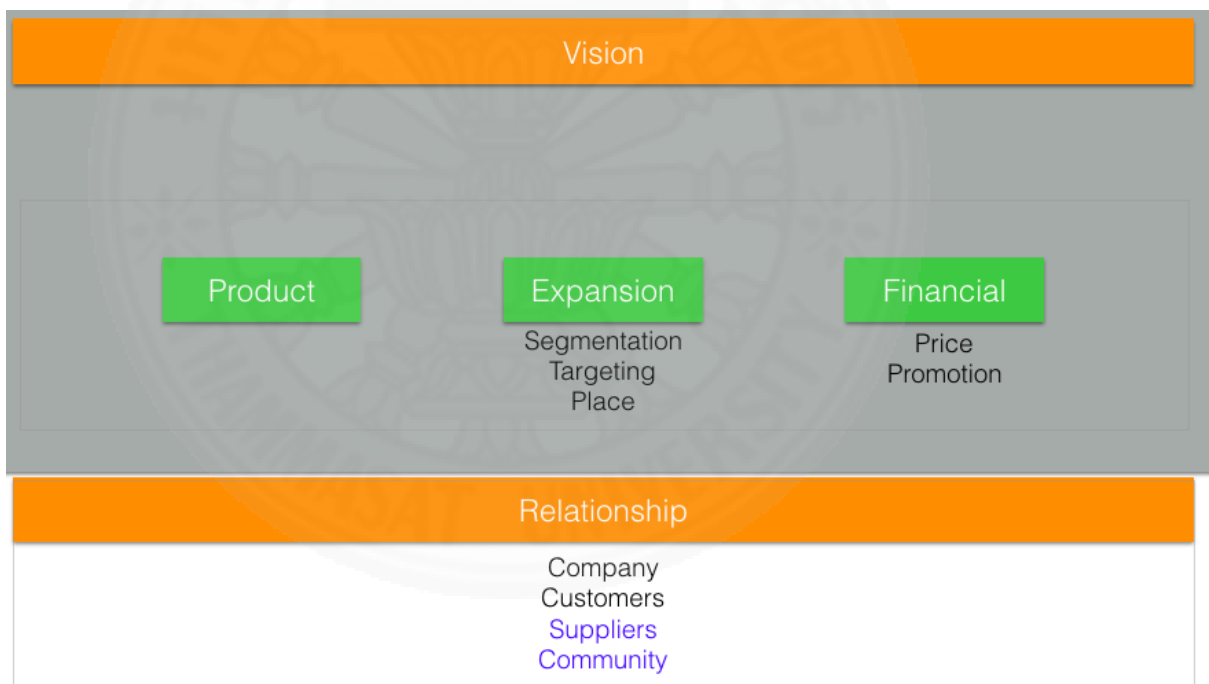 Vision
Product
Expansion
Segmentation
Targeting
Place
Financial
Price
Promotion
Relationship
Company
Customers
Suppliers
Community